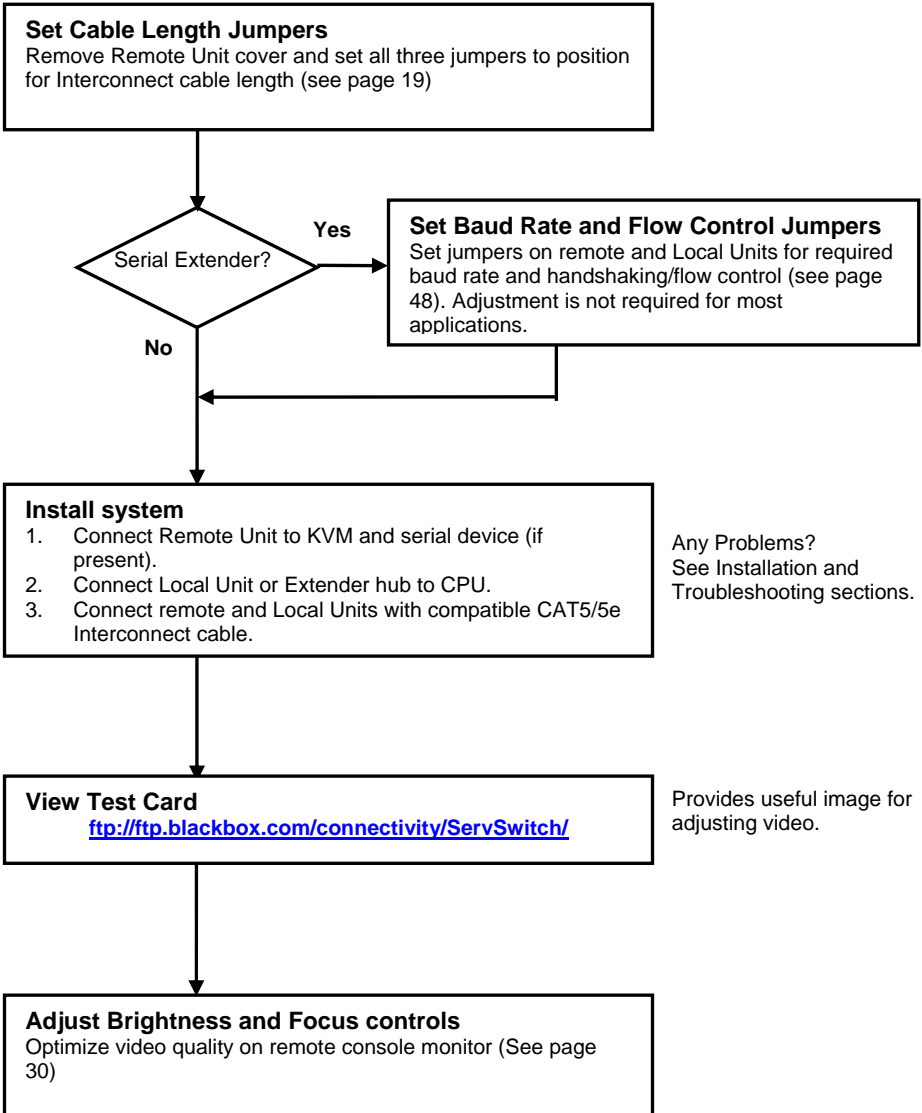 Set Cable Length Jumpers
Remove Remote Unit cover and set all three jumpers to position
for Interconnect cable length (see page 19)
Serial Extender?
Yes
Set Baud Rate and Flow Control Jumpers
Set jumpers on remote and Local Units for required
baud rate and handshaking/flow control (see page
48). Adjustment is not required for most
applications.
No
Install system
1. Connect Remote Unit to KVM and serial device (if
present).
2. Connect Local Unit or Extender hub to CPU.
3. Connect remote and Local Units with compatible CAT5/5e
Interconnect cable.
Any Problems?
See Installation and
Troubleshooting sections.
View Test Card
ftp://ftp.blackbox.com/connectivity/ServSwitch/
Provides useful image for
adjusting video.
Adjust Brightness and Focus controls
Optimize video quality on remote console monitor (See page
30)